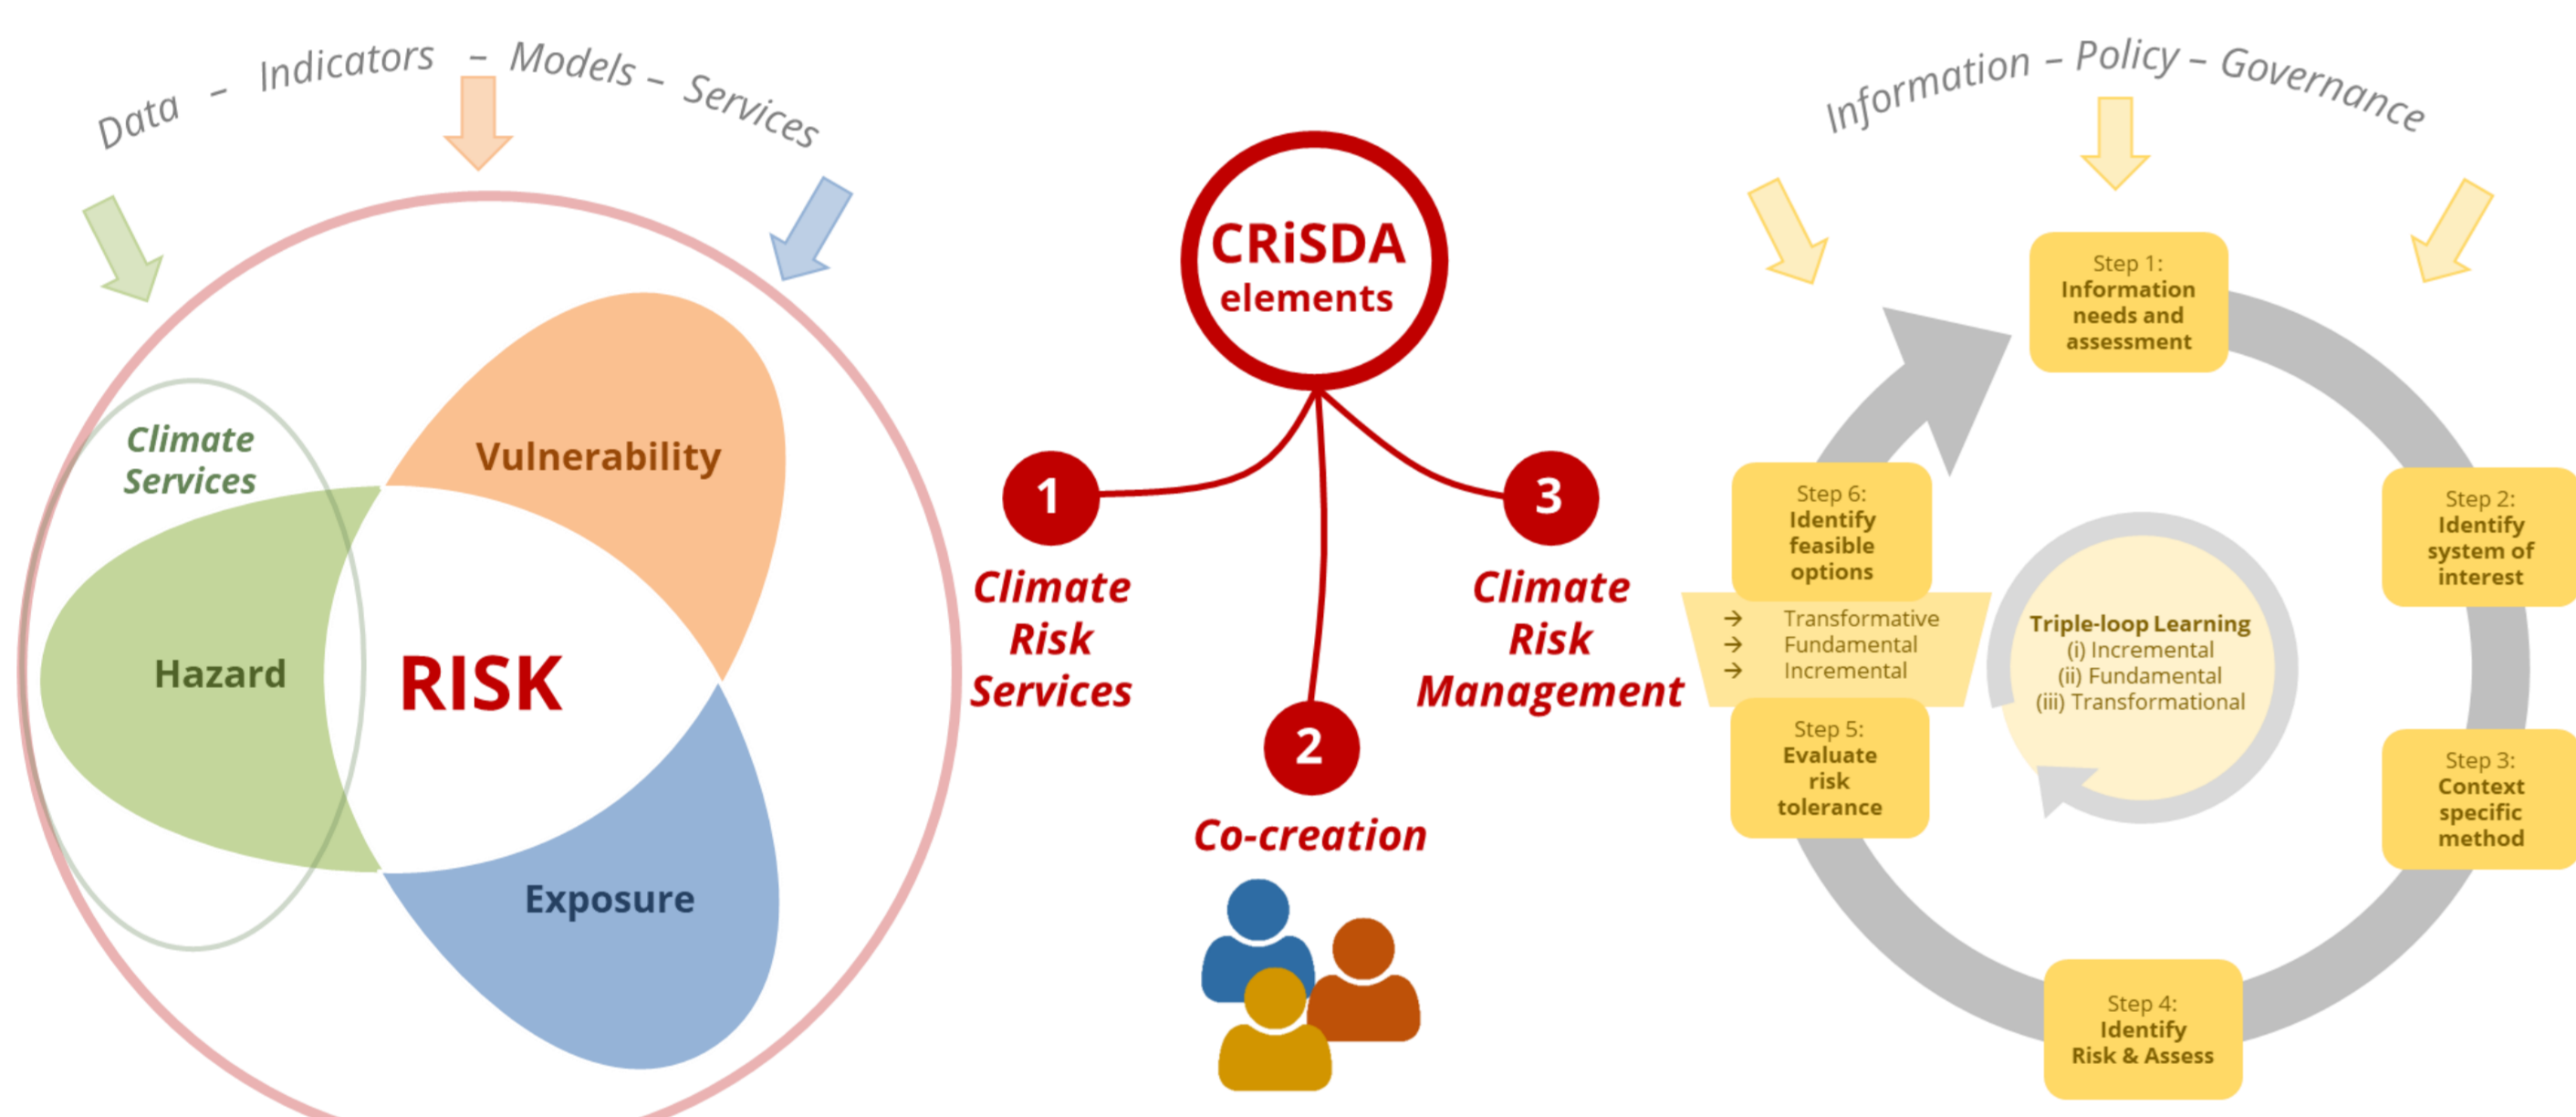 Data – Indicators – Models – Services
Climate
Services
Vulnerability
Hazard
RISK
Exposure
CRiSDA
elements
1
Climate
Risk
Services
2
Co-creation
3
Climate
Risk
Management
Information – Policy – Governance
Step 1:
Information
needs and
assessment
Step 2:
Identify
system of
interest
Step 3:
Context
specific
method
Step 4:
Identify
Risk & Assess
Step 5:
Evaluate
risk
tolerance
→ Transformative
→ Fundamental
→ Incremental
Step 6:
Identify
feasible
options
Triple-loop Learning
(i) Incremental
(ii) Fundamental
(iii) Transformational